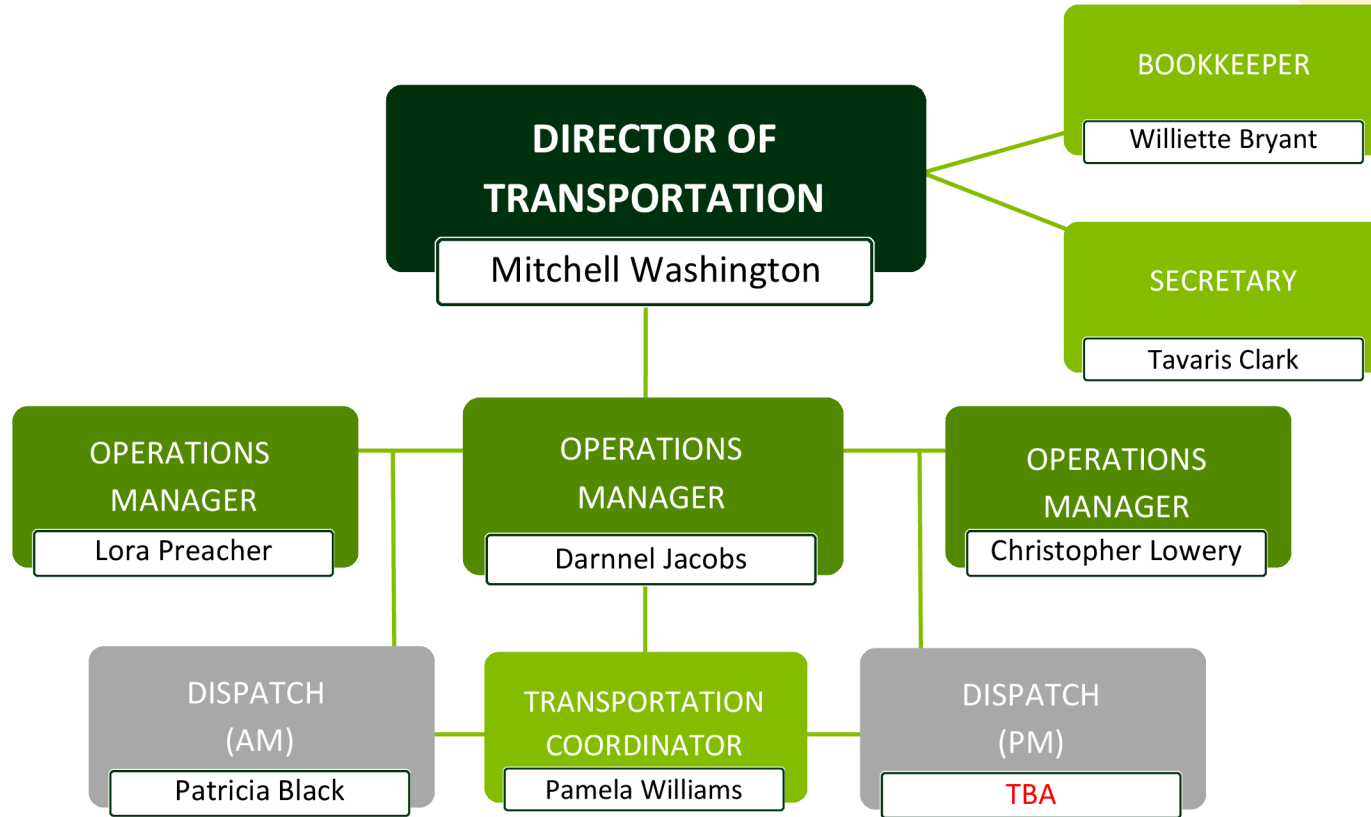 BOOKKEEPER
Williette Bryant
DIRECTOR OF
TRANSPORTATION
Mitchell Washington
SECRETARY
Tavaris Clark
OPERATIONS
MANAGER
Lora Preacher
OPERATIONS
MANAGER
Darnnel Jacobs
OPERATIONS
MANAGER
Christopher Lowery
DISPATCH
(AM)
Patricia Black
TRANSPORTATION
COORDINATOR
Pamela Williams
DISPATCH
(PM)
TBA